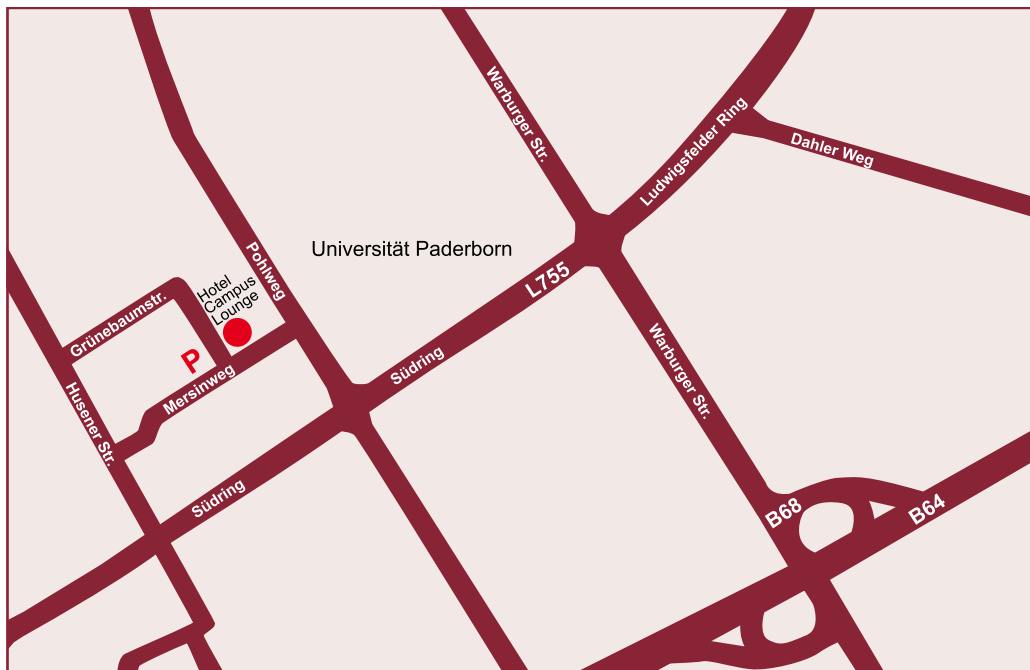 Warburger Str.
Ludwigsfelder Ring
Dahler Weg
Universität Paderborn
Pohlweg
L755
Hotel
Campus
Lounge
Grünebaumstr.
P
Mersinweg
Südring
Warburger Str.
Husener Str.
Südring
B68
B64